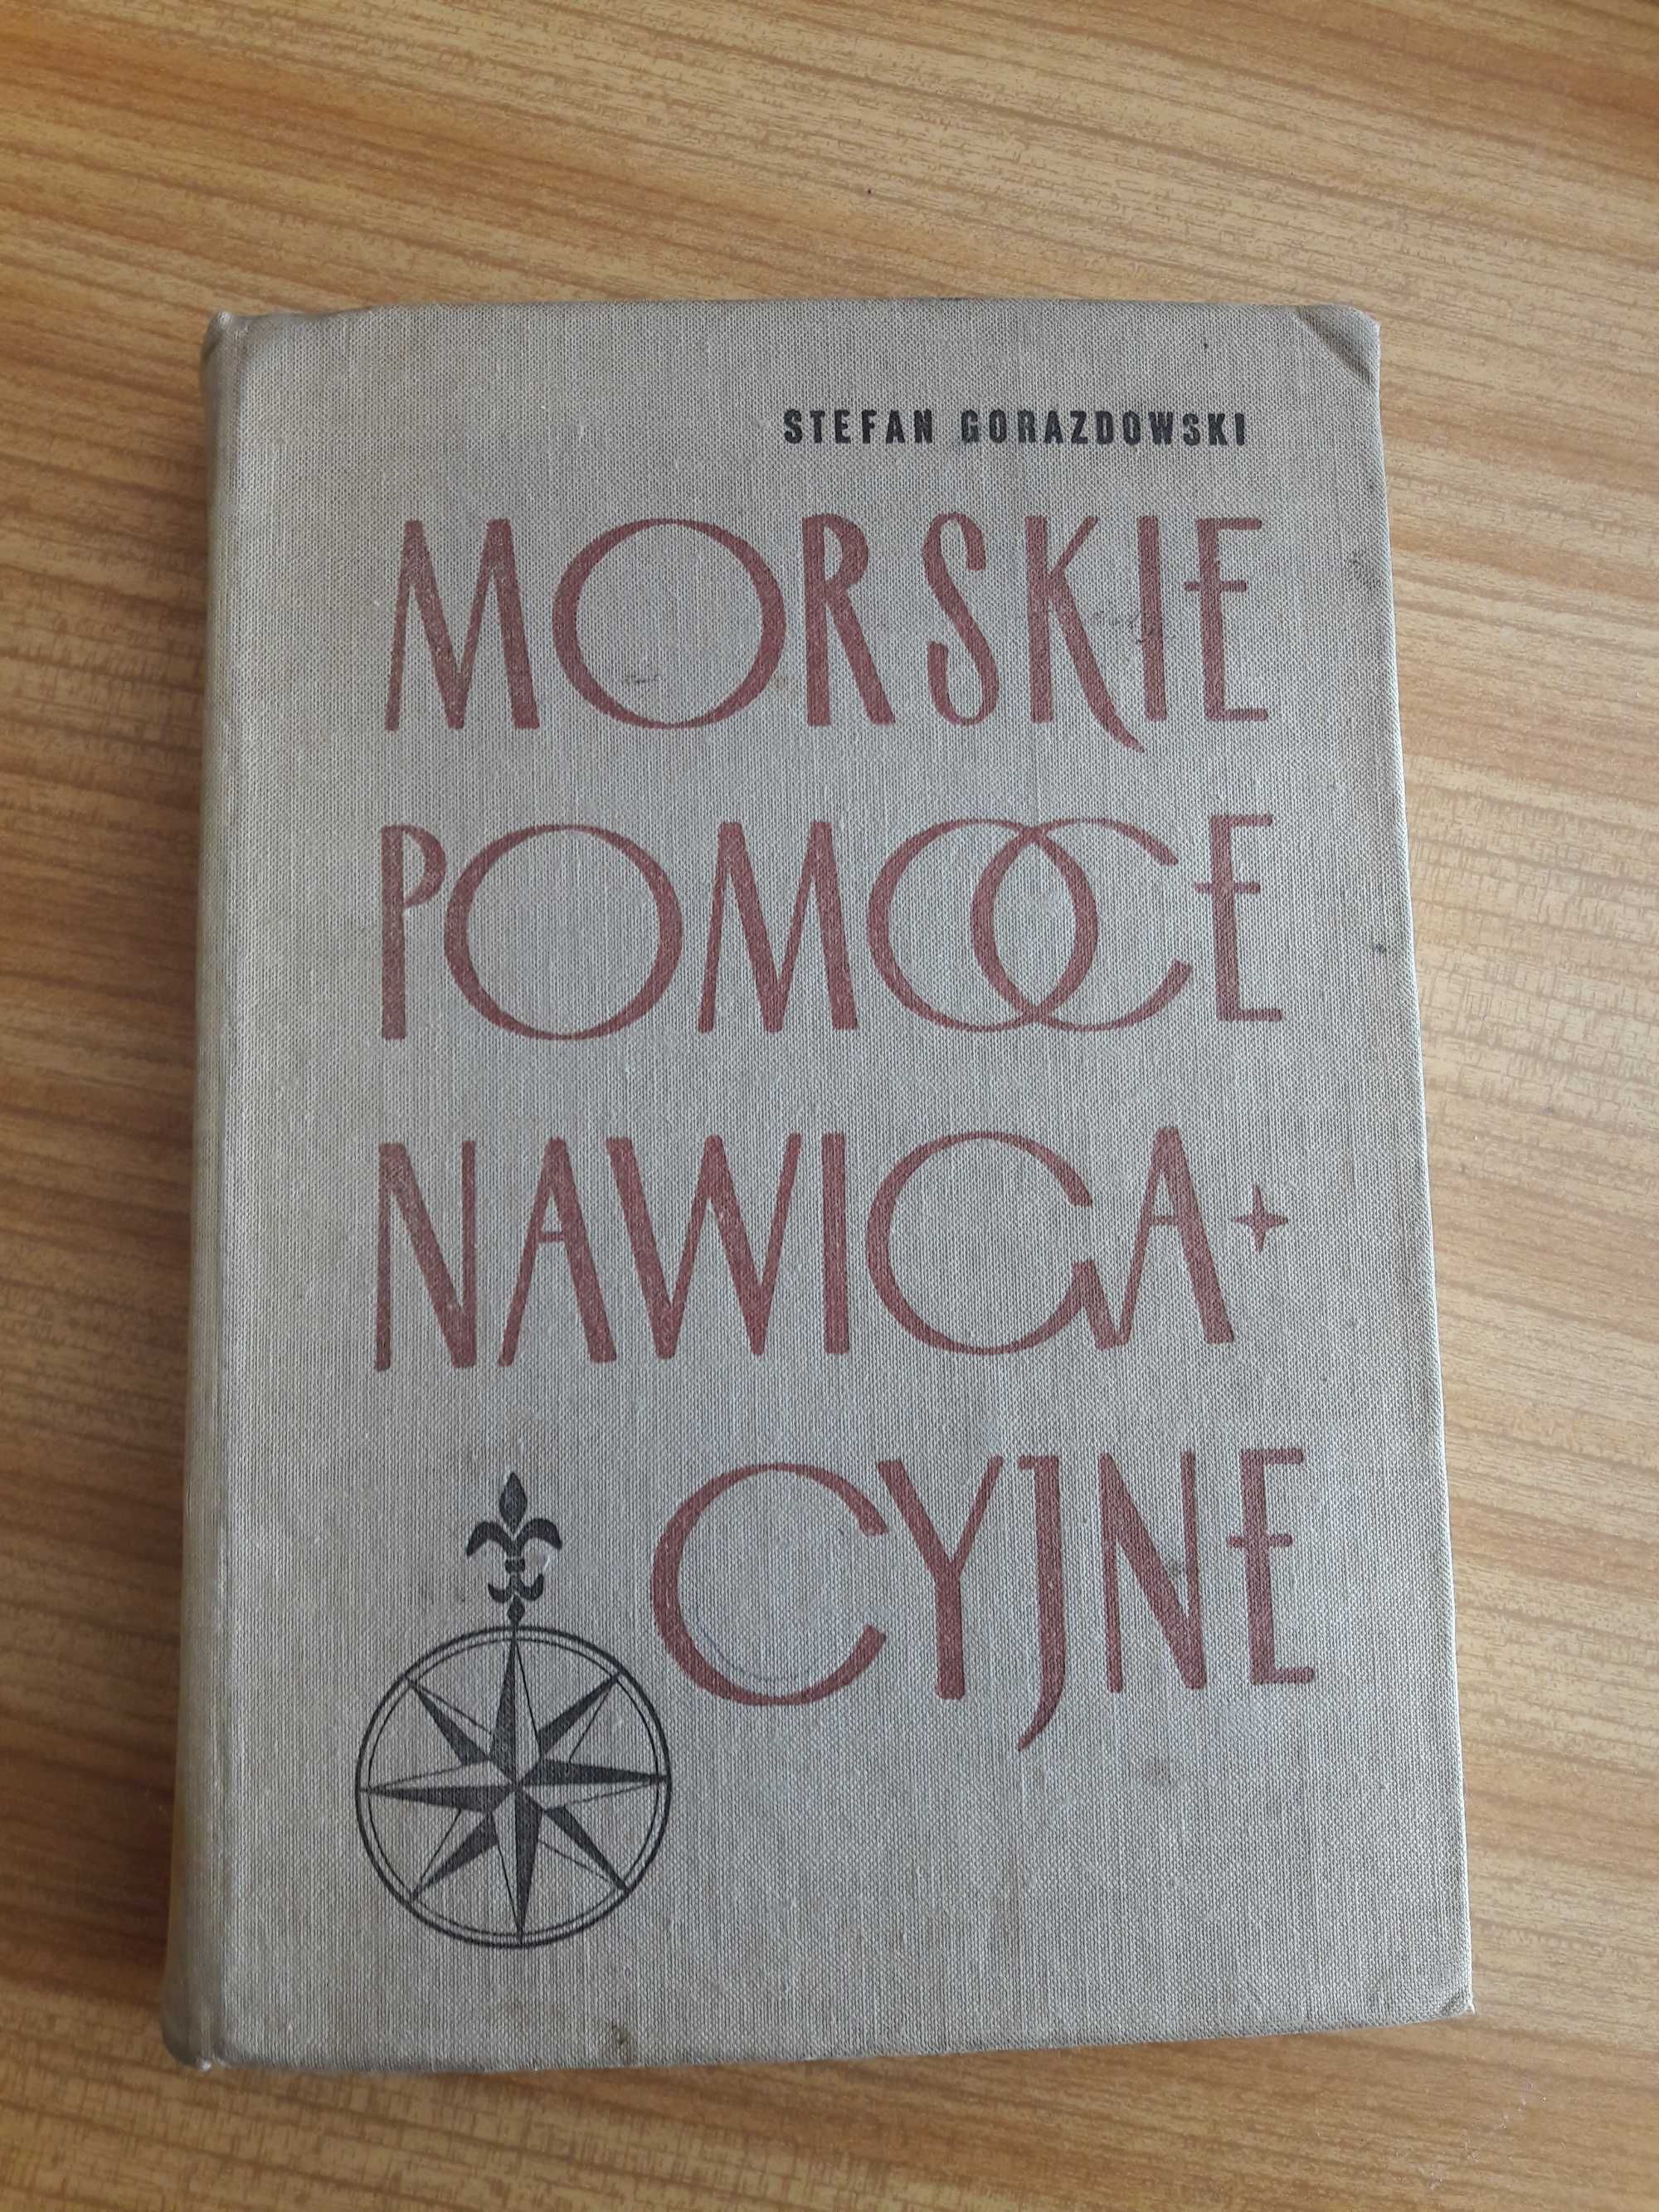 STEFAN GORAZDOWSKI
MORSKIE
POMOCE
NAWIGA-
CYJNE